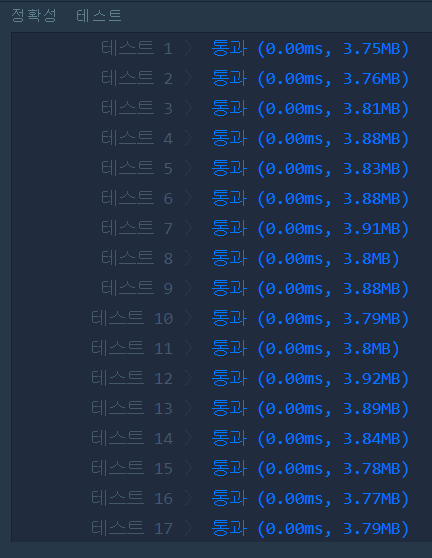 정확성 테스트
테스트 1 〉 통과 (0.00ms, 3.75MB)
테스트 2 〉 통과 (0.00ms, 3.76MB)
테스트 3 〉 통과 (0.00ms, 3.81MB)
테스트 4 〉 통과 (0.00ms, 3.88MB)
테스트 5 〉 통과 (0.00ms, 3.83MB)
테스트 6 〉 통과 (0.00ms, 3.88MB)
테스트 7 〉 통과 (0.00ms, 3.91MB)
테스트 8 〉 통과 (0.00ms, 3.8MB)
테스트 9 〉 통과 (0.00ms, 3.88MB)
테스트 10 〉 통과 (0.00ms, 3.79MB)
테스트 11 〉 통과 (0.00ms, 3.8MB)
테스트 12 〉 통과 (0.00ms, 3.92MB)
테스트 13 〉 통과 (0.00ms, 3.89MB)
테스트 14 〉 통과 (0.00ms, 3.84MB)
테스트 15 〉 통과 (0.00ms, 3.78MB)
테스트 16 〉 통과 (0.00ms, 3.77MB)
테스트 17 〉 통과 (0.00ms, 3.79MB)